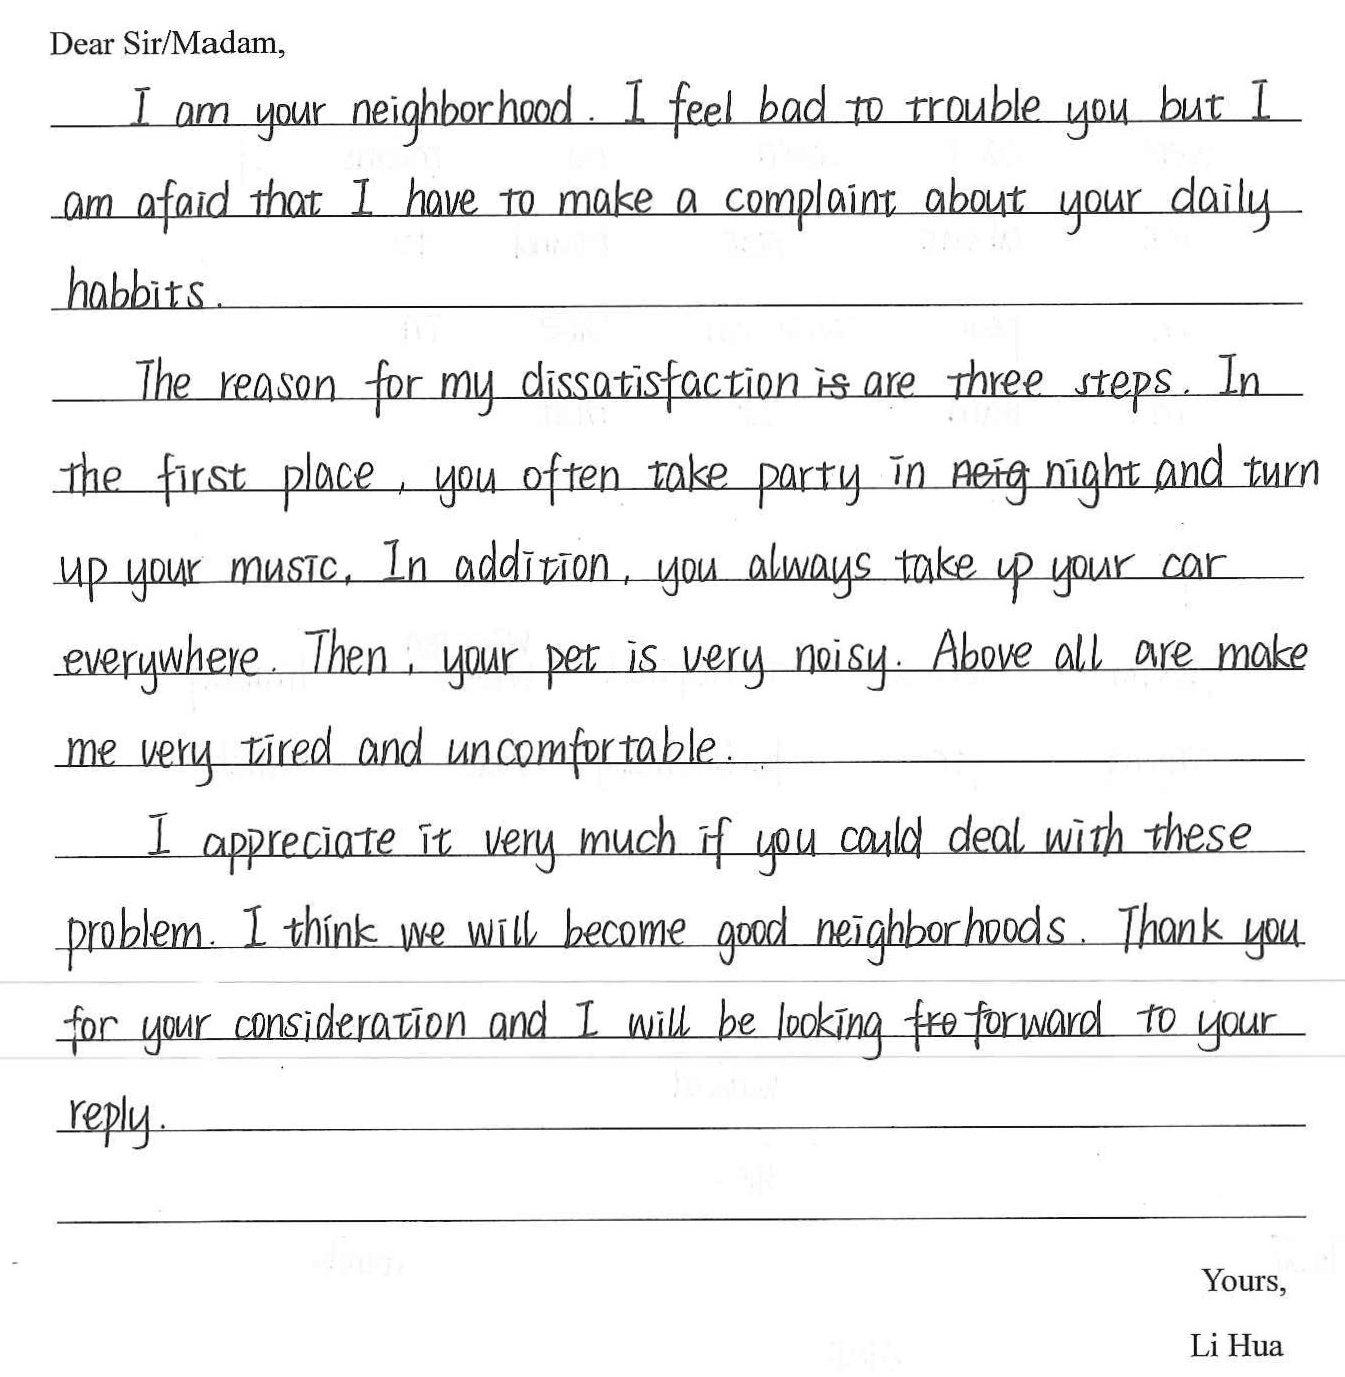 Dear Sir/Madam,
I am your neighborhood. I feel bad to trouble you but I
am afaid that I have to make a complaint about your daily
habbits.
The reason for my dissatisfaction is are three steps. In
the first place, you often take party in neig night and turn
up your music. In addition, you always take up your car
everywhere. Then, your pet is very noisy. Above all are make
me very tired and uncomfortable.
I appreciate it very much if you could deal with these
problem. I think we will become good neighborhoods. Thank you
for your consideration and I will be looking fro forward to your
reply.
Yours,
Li Hua